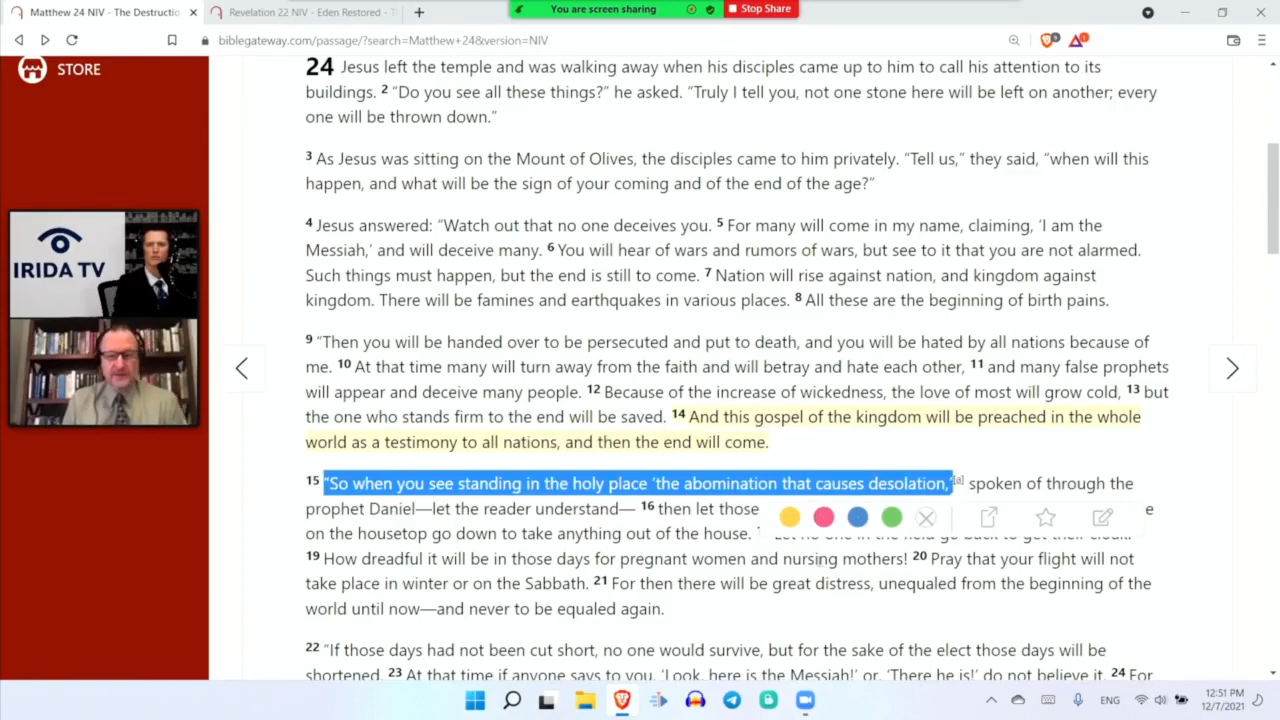 Matthew 24 NIV - The Destructio
Revelation 22 NIV - Eden Restored - T
You are screen sharing
Stop Share
biblegateway.com/passage/?search=Matthew+24&version=NIV
STORE
24 Jesus left the temple and was walking away when his disciples came up to him to call his attention to its
buildings. 2 “Do you see all these things?” he asked. “Truly I tell you, not one stone here will be left on another; every
one will be thrown down.”
3 As Jesus was sitting on the Mount of Olives, the disciples came to him privately. “Tell us,” they said, “when will this
happen, and what will be the sign of your coming and of the end of the age?”
4 Jesus answered: “Watch out that no one deceives you. 5 For many will come in my name, claiming, ‘I am the
Messiah,’ and will deceive many. 6 You will hear of wars and rumors of wars, but see to it that you are not alarmed.
Such things must happen, but the end is still to come. 7 Nation will rise against nation, and kingdom against
kingdom. There will be famines and earthquakes in various places. 8 All these are the beginning of birth pains.
IRIDA TV
9 “Then you will be handed over to be persecuted and put to death, and you will be hated by all nations because of
me. 10 At that time many will turn away from the faith and will betray and hate each other, 11 and many false prophets
will appear and deceive many people. 12 Because of the increase of wickedness, the love of most will grow cold, 13 but
the one who stands firm to the end will be saved. 14 And this gospel of the kingdom will be preached in the whole
world as a testimony to all nations, and then the end will come.
15 “So when you see standing in the holy place ‘the abomination that causes desolation,’[a] spoken of through the
prophet Daniel—let the reader understand— 16 then let those
on the housetop go down to take anything out of the house.
19 How dreadful it will be in those days for pregnant women and nursing mothers! 20 Pray that your flight will not
take place in winter or on the Sabbath. 21 For then there will be great distress, unequaled from the beginning of the
world until now—and never to be equaled again.
22 “If those days had not been cut short, no one would survive, but for the sake of the elect those days will be
shortened. 23 At that time if anyone says to you, ‘Look, here is the Messiah!’ or, ‘There he is!’ do not believe it. 24 For
ENG
12:51 PM
12/7/2021